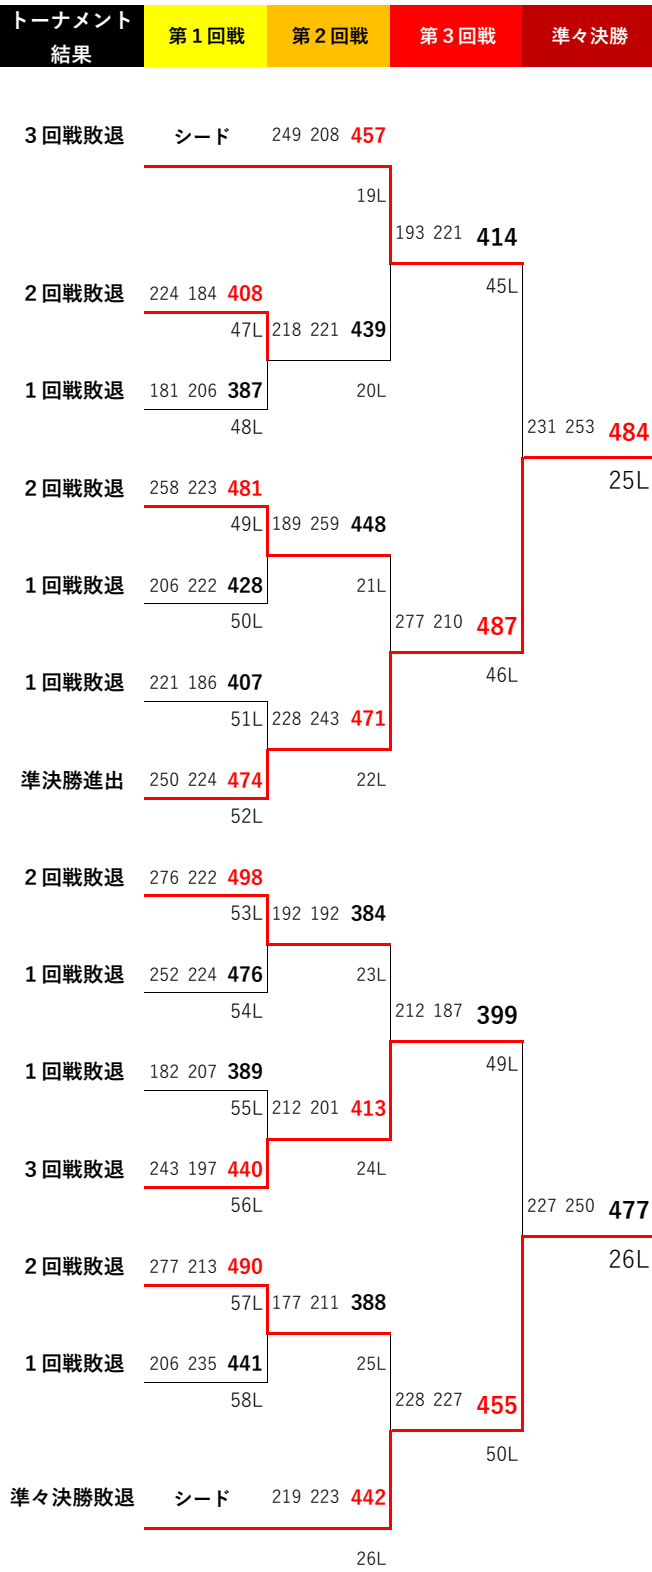 トーナメント
結果
第１回戦 第２回戦 第３回戦 準々決勝
３回戦敗退 シード 249 208 457
19L
193 221 414
45L
２回戦敗退 224 184 408
47L 218 221 439
１回戦敗退 181 206 387 20L
48L
231 253 484
25L
２回戦敗退 258 223 481
49L 189 259 448
１回戦敗退 206 222 428 21L
50L
277 210 487
46L
１回戦敗退 221 186 407
51L 228 243 471
準決勝進出 250 224 474 22L
52L
２回戦敗退 276 222 498
53L 192 192 384
１回戦敗退 252 224 476 23L
54L
212 187 399
49L
１回戦敗退 182 207 389
55L 212 201 413
３回戦敗退 243 197 440 24L
56L
227 250 477
26L
２回戦敗退 277 213 490
57L 177 211 388
１回戦敗退 206 235 441 25L
58L
228 227 455
50L
準々決勝敗退 シード 219 223 442
26L